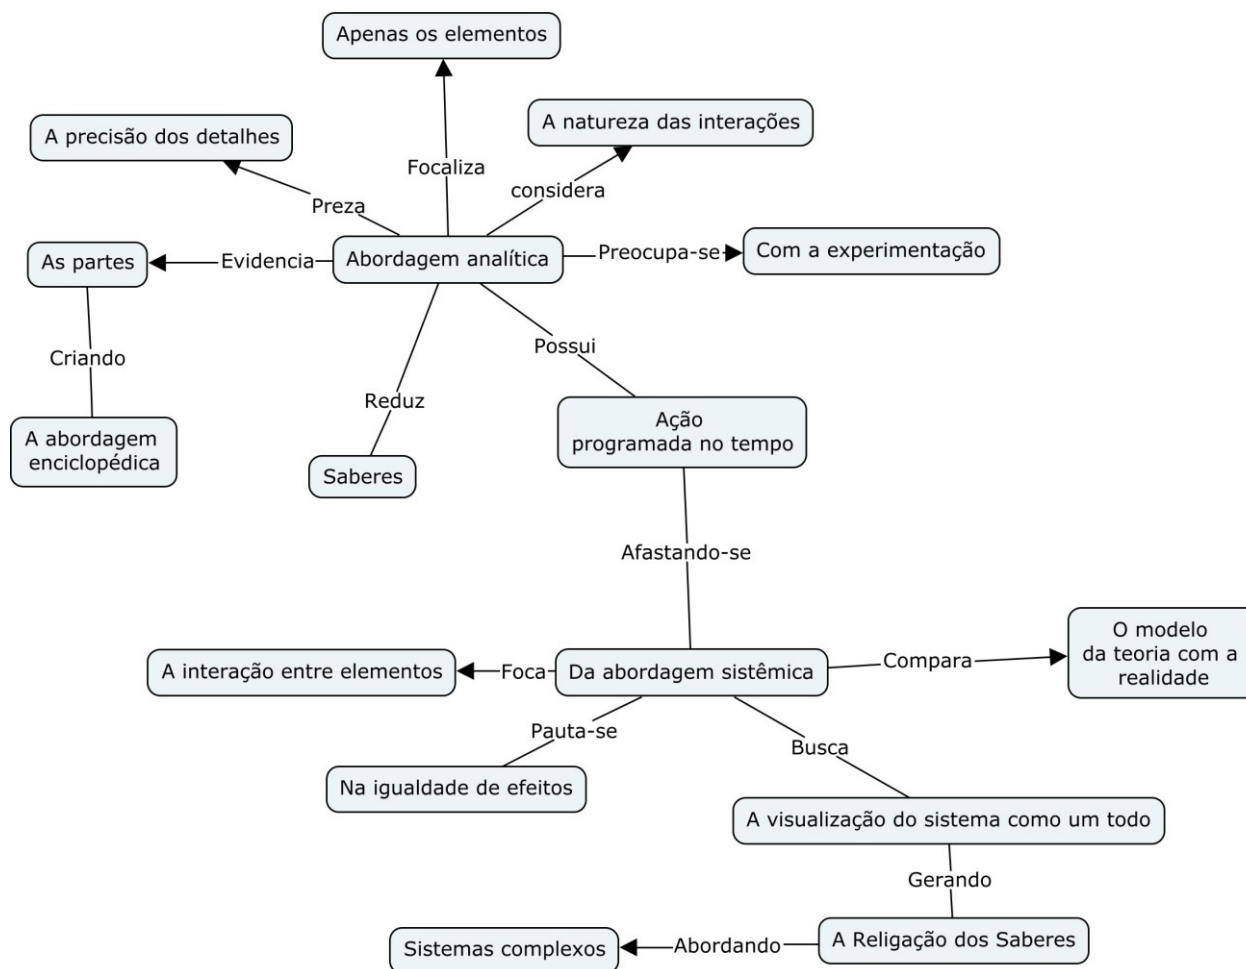 Apenas os elementos
A precisão dos detalhes
A natureza das interações
Focaliza
considera
Preza
As partes
Evidencia
Abordagem analítica
Preocupa-se
Com a experimentação
Criando
Possui
Reduz
A abordagem
enciclopédica
Ação
programada no tempo
Saberes
Afastando-se
A interação entre elementos
Foca
Da abordagem sistêmica
Compara
O modelo
da teoria com a
realidade
Pauta-se
Busca
Na igualdade de efeitos
A visualização do sistema como um todo
Gerando
Sistemas complexos
Abordando
A Religação dos Saberes